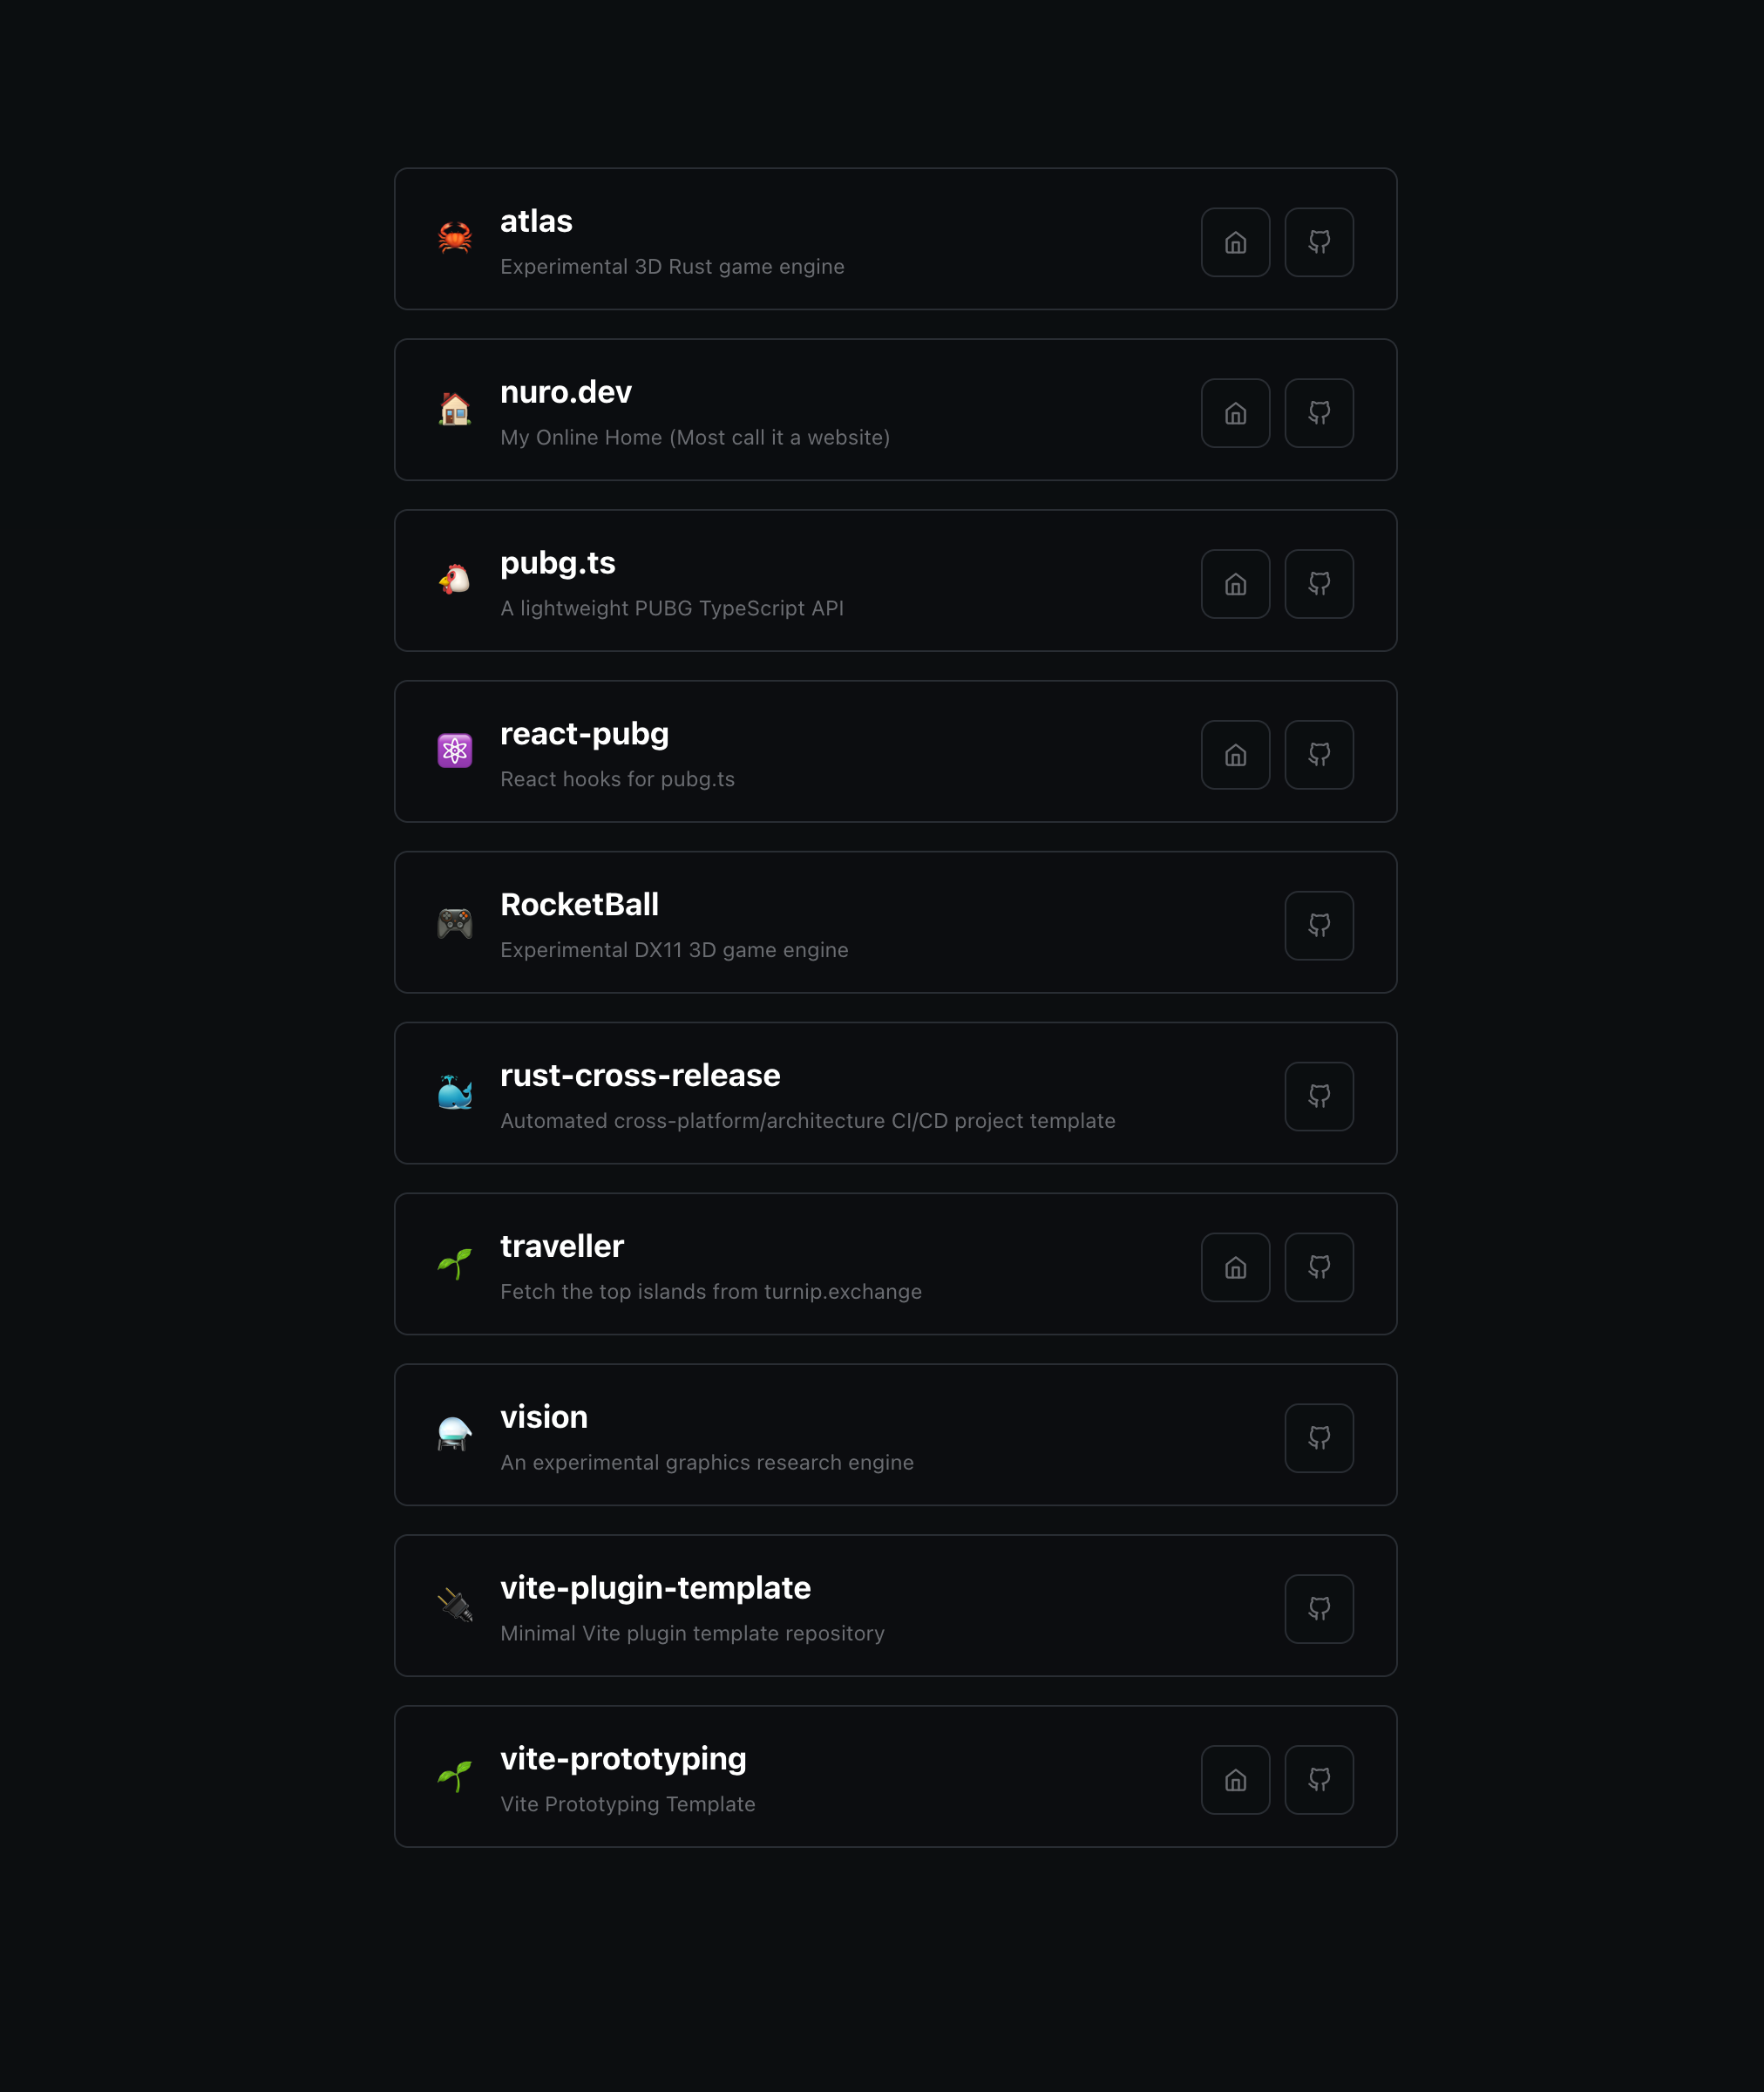 atlas
Experimental 3D Rust game engine
nuro.dev
My Online Home (Most call it a website)
pubg.ts
A lightweight PUBG TypeScript API
react-pubg
React hooks for pubg.ts
RocketBall
Experimental DX11 3D game engine
rust-cross-release
Automated cross-platform/architecture CI/CD project template
traveller
Fetch the top islands from turnip.exchange
vision
An experimental graphics research engine
vite-plugin-template
Minimal Vite plugin template repository
vite-prototyping
Vite Prototyping Template